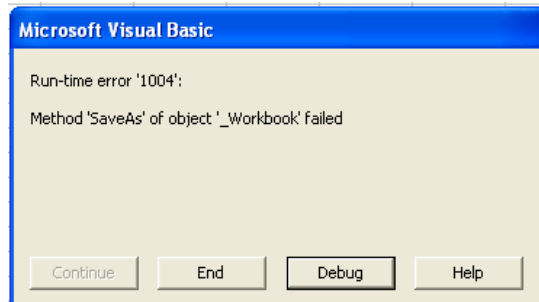 Microsoft Visual Basic
Run-time error '1004':
Method 'SaveAs' of object '_Workbook' failed
Continue End Debug Help